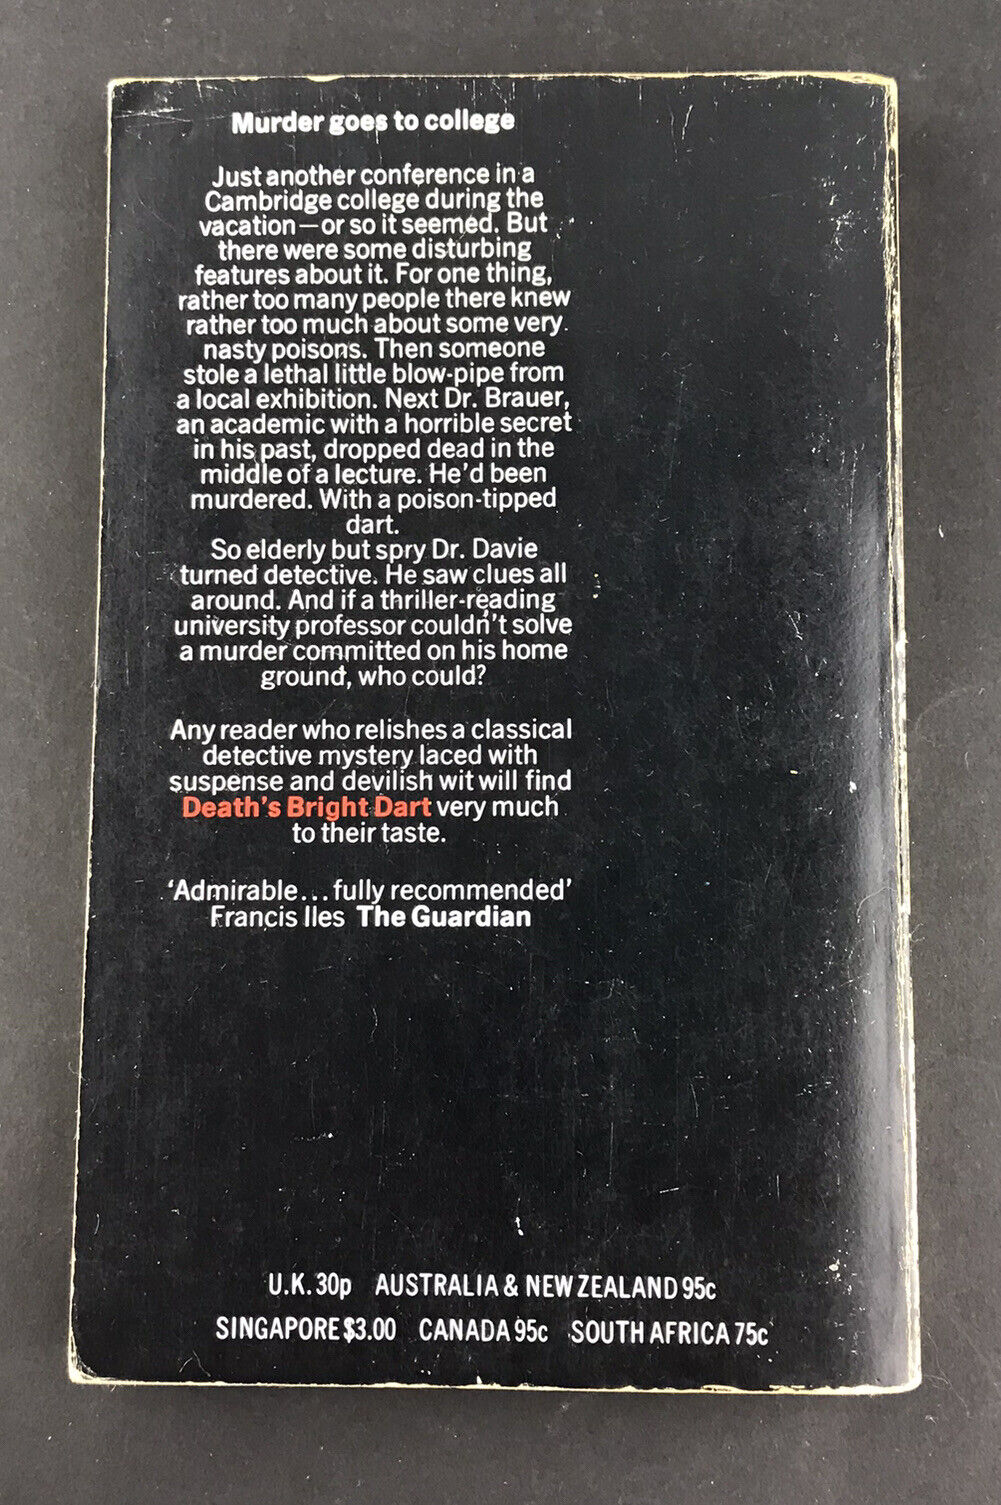 Murder goes to college
Just another conference in a
Cambridge college during the
vacation—or so it seemed. But
there were some disturbing
features about it. For one thing,
rather too many people there knew
rather too much about some very
nasty poisons. Then someone
stole a lethal little blow-pipe from
a local exhibition. Next Dr. Brauer,
an academic with a horrible secret
in his past, dropped dead in the
middle of a lecture. He'd been
murdered. With a poison-tipped
dart.
So elderly but spry Dr. Davie
turned detective. He saw clues all
around. And if a thriller-reading
university professor couldn't solve
a murder committed on his home
ground, who could?
Any reader who relishes a classical
detective mystery laced with
suspense and devilish wit will find
Death's Bright Dart very much
to their taste.
'Admirable...fully recommended'
Francis Iles The Guardian
U.K. 30p AUSTRALIA & NEW ZEALAND 95c
SINGAPORE $3.00 CANADA 95c SOUTH AFRICA 75c